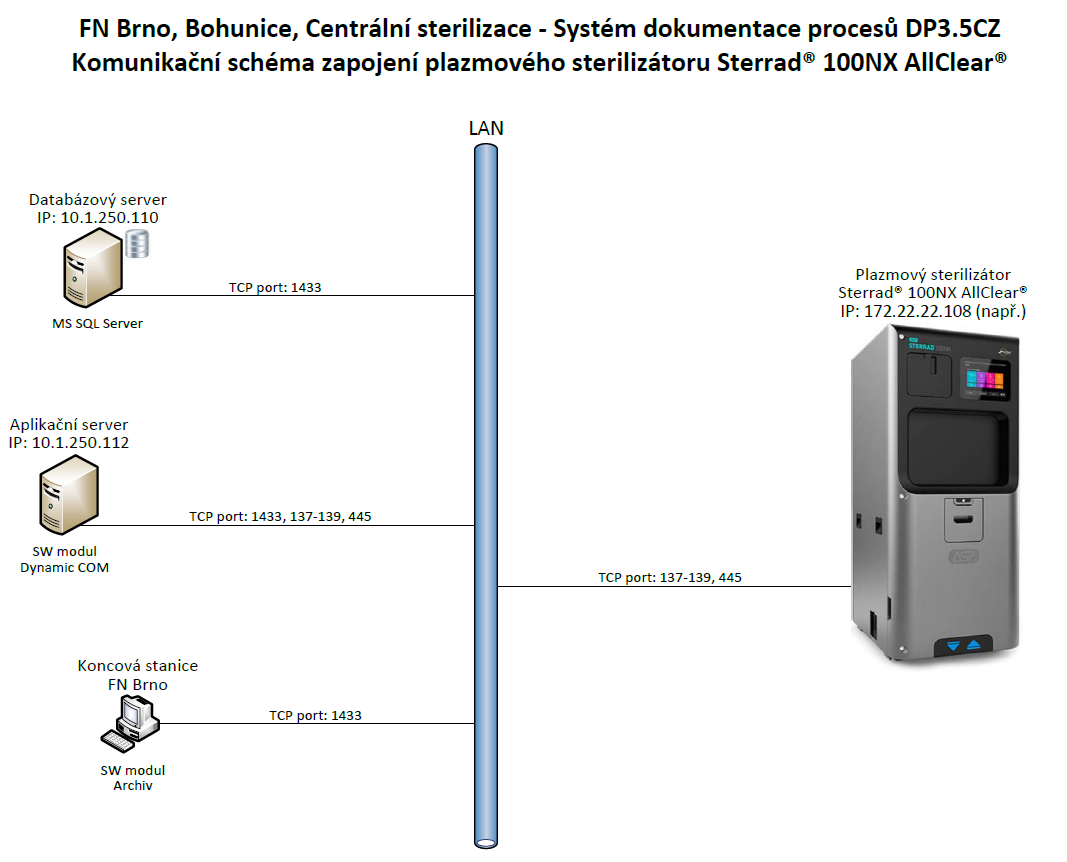 FN Brno, Bohunice, Centrální sterilizace - Systém dokumentace procesů DP3.5CZ
Komunikační schéma zapojení plazmového sterilizátoru Sterrad® 100NX AllClear®
LAN
Databázový server
IP: 10.1.250.110
TCP port: 1433
MS SQL Server
Plazmový sterilizátor
Sterrad® 100NX AllClear®
IP: 172.22.22.108 (např.)
STERRAD 100NX
Aplikační server
IP: 10.1.250.112
TCP port: 1433, 137-139, 445
SW modul
Dynamic COM
ASP
TCP port: 137-139, 445
Koncová stanice
FN Brno
TCP port: 1433
SW modul
Archiv